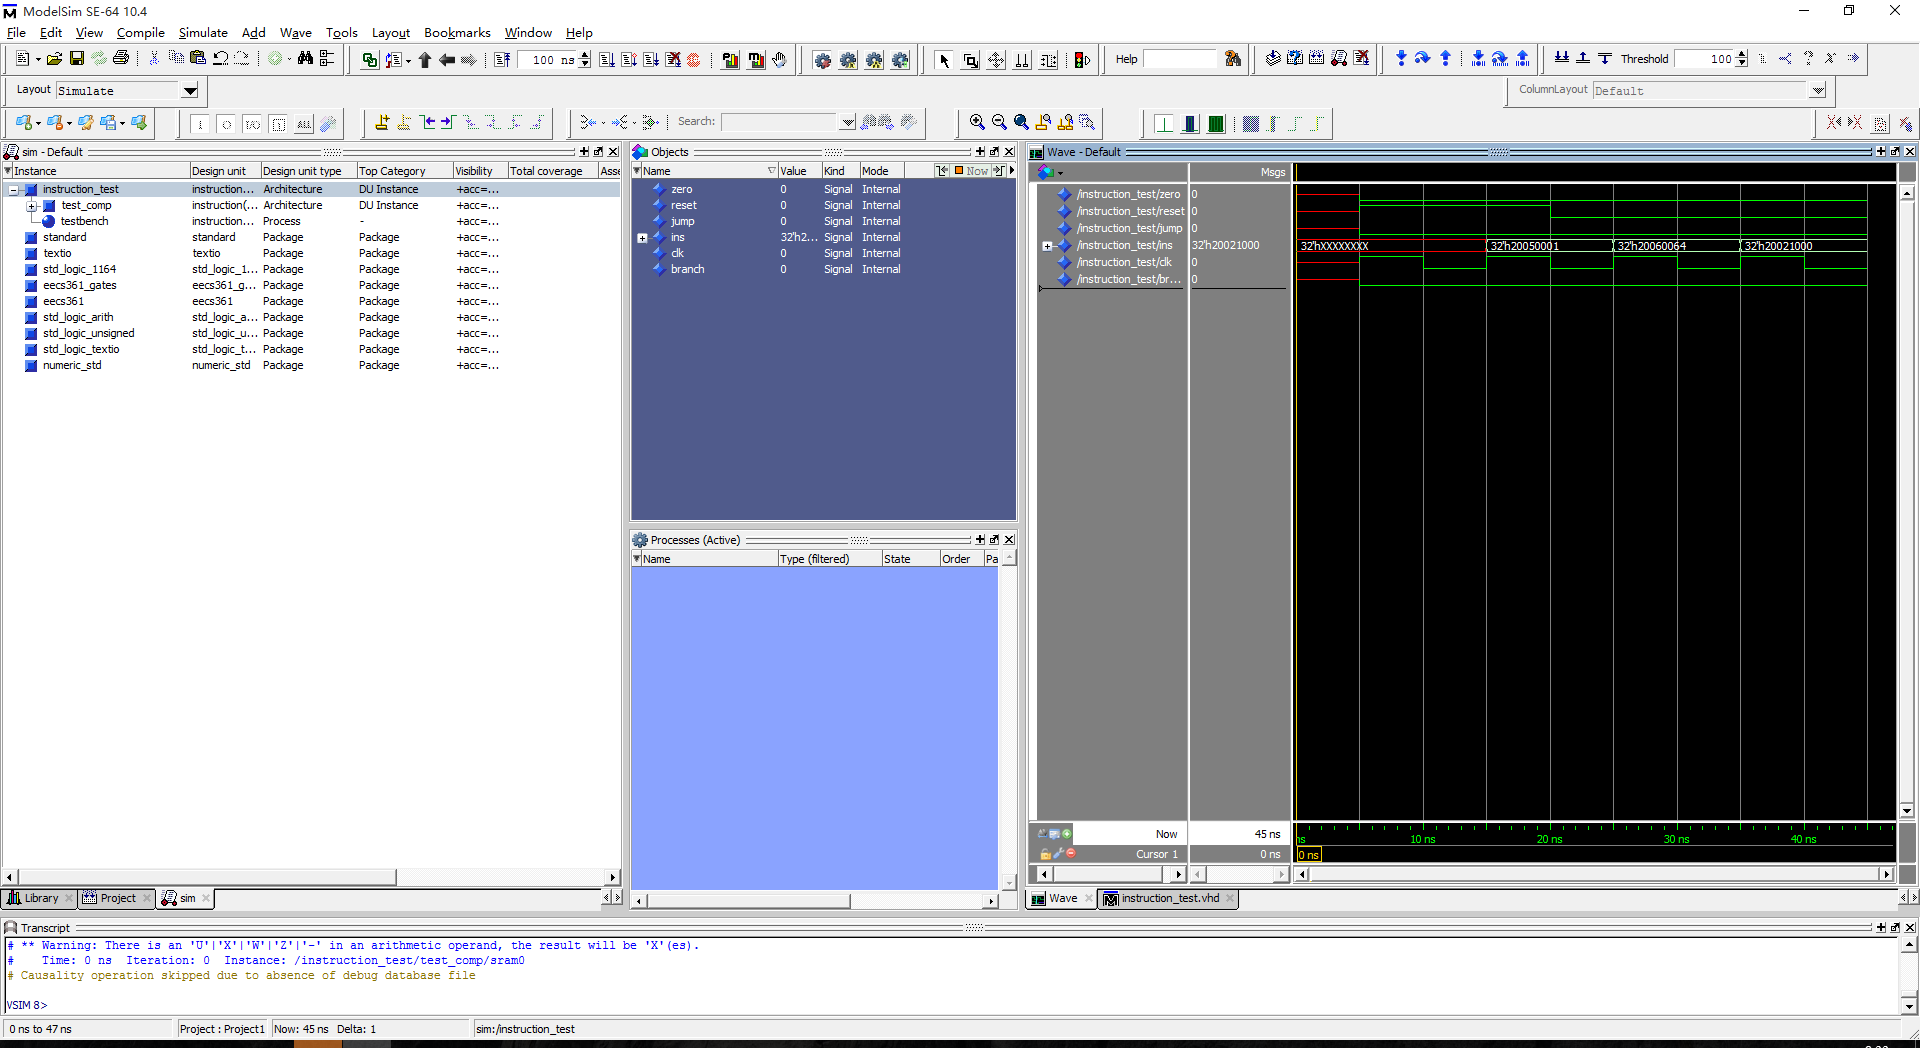 ModelSim SE-64 10.4
File Edit View Compile Simulate Add Wave Tools Layout Bookmarks Window Help
100 ns
Help
Threshold 100
Layout Simulate
ColumnLayout Default
ALL
Search:
sim - Default
Instance Design unit Design unit type Top Category Visibility Total coverage Asse
instruction_test instruction... Architecture DU Instance +acc=...
test_comp instruction(... Architecture DU Instance +acc=...
testbench instruction... Process - +acc=...
standard standard Package Package +acc=...
textio textio Package Package +acc=...
std_logic_1164 std_logic_1... Package Package +acc=...
eecs361_gates eecs361_g... Package Package +acc=...
eecs361 eecs361 Package Package +acc=...
std_logic_arith std_logic_a... Package Package +acc=...
std_logic_unsigned std_logic_u... Package Package +acc=...
std_logic_textio std_logic_t... Package Package +acc=...
numeric_std numeric_std Package Package +acc=...
Library Project sim
Objects
Name Value Kind Mode Now
zero 0 Signal Internal
reset 0 Signal Internal
jump 0 Signal Internal
ins 32'h2... Signal Internal
clk 0 Signal Internal
branch 0 Signal Internal
Processes (Active)
Name Type (filtered) State Order Pa
Wave - Default
Msgs
/instruction_test/zero 0
/instruction_test/reset 0
/instruction_test/jump 0
/instruction_test/ins 32'h20021000 32'hXXXXXXXX 32'h20050001 32'h20060064 32'h20021000
/instruction_test/clk 0
/instruction_test/br... 0
Now 45 ns ns 10 ns 20 ns 30 ns 40 ns
Cursor 1 0 ns 0 ns
Wave instruction_test.vhd
Transcript
# ** Warning: There is an 'U'|'X'|'W'|'Z'|'-' in an arithmetic operand, the result will be 'X'(es).
# Time: 0 ns Iteration: 0 Instance: /instruction_test/test_comp/sram0
# Causality operation skipped due to absence of debug database file
VSIM 8>
0 ns to 47 ns Project : Project1 Now: 45 ns Delta: 1 sim:/instruction_test